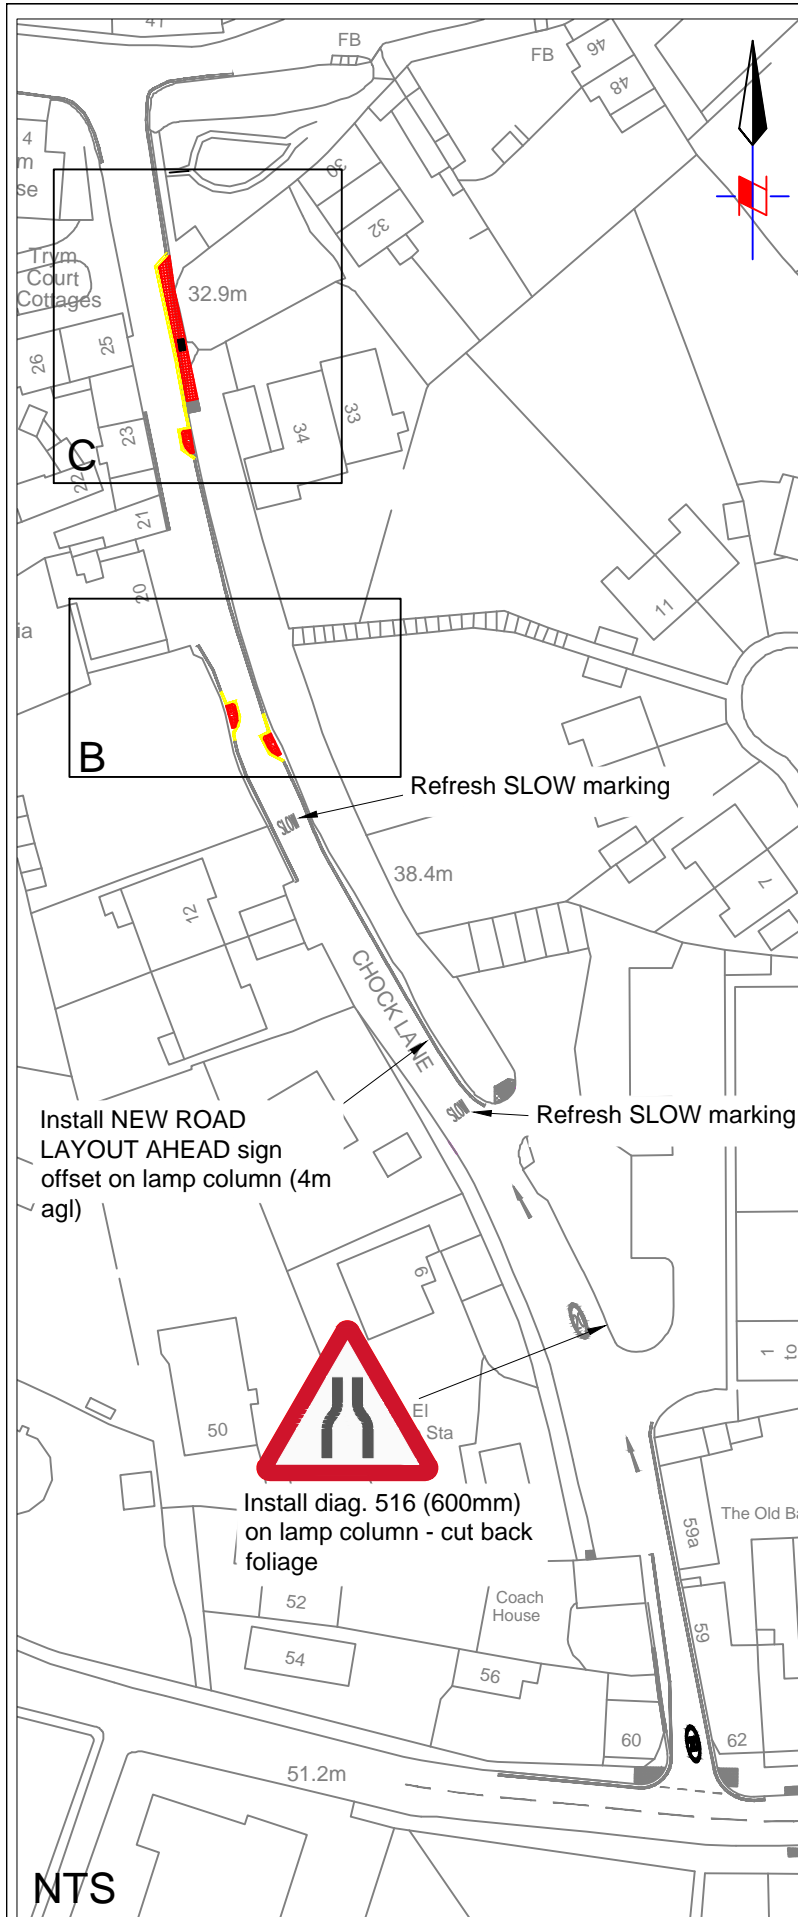 41
FB
FB
46
48
4
m
se
30
32
Trym
Court
Cottages
32.9m
25
26
33
34
23
C
22
21
20
11
ia
B
Refresh SLOW marking
SLOW
38.4m
7
12
CHOCK LANE
Install NEW ROAD
LAYOUT AHEAD sign
offset on lamp column (4m
agl)
SLOW
Refresh SLOW marking
9
20
1
to
50
El
Sta
Install diag. 516 (600mm)
on lamp column - cut back
foliage
59a
The Old Ba
52
Coach
House
54
56
59
60
62
51.2m
NTS